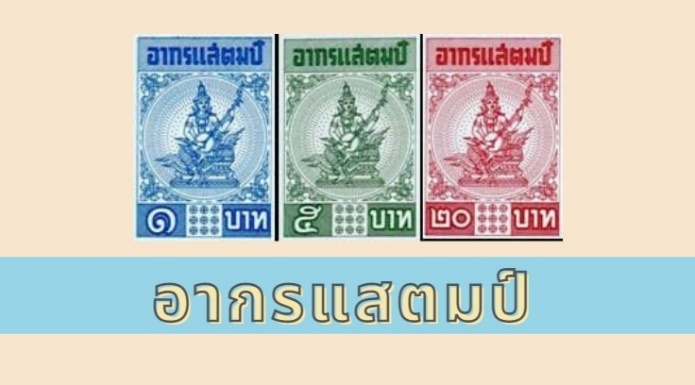 อากรแสตมป์ อากรแสตมป์ อากรแสตมป์
๑ บาท ๕ บาท ๒๐ บาท
อากรแสตมป์